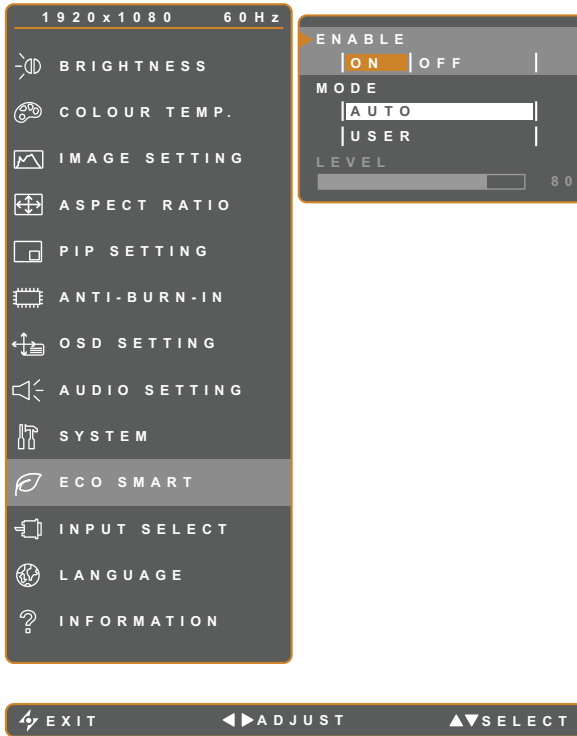 1920x1080 60Hz
BRIGHTNESS
COLOUR TEMP.
IMAGE SETTING
ASPECT RATIO
PIP SETTING
ANTI-BURN-IN
OSD SETTING
AUDIO SETTING
SYSTEM
ECO SMART
INPUT SELECT
LANGUAGE
INFORMATION
ENABLE
ON OFF
MODE
AUTO
USER
LEVEL
80
EXIT ADJUST SELECT